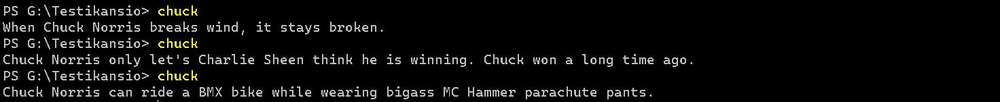 PS G:\Testikansio> chuck
When Chuck Norris breaks wind, it stays broken.
PS G:\Testikansio> chuck
Chuck Norris only let's Charlie Sheen think he is winning. Chuck won a long time ago.
PS G:\Testikansio> chuck
Chuck Norris can ride a BMX bike while wearing bigass MC Hammer parachute pants.